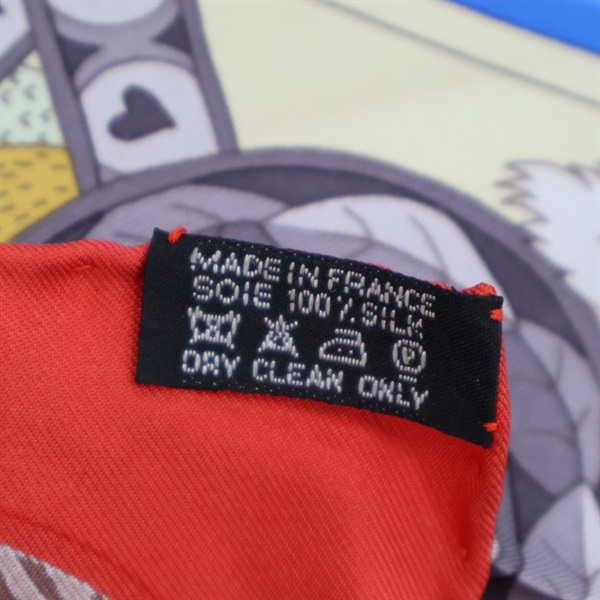 MADE IN FRANCE
SOIE 100% SILK
P
DRY CLEAN ONLY